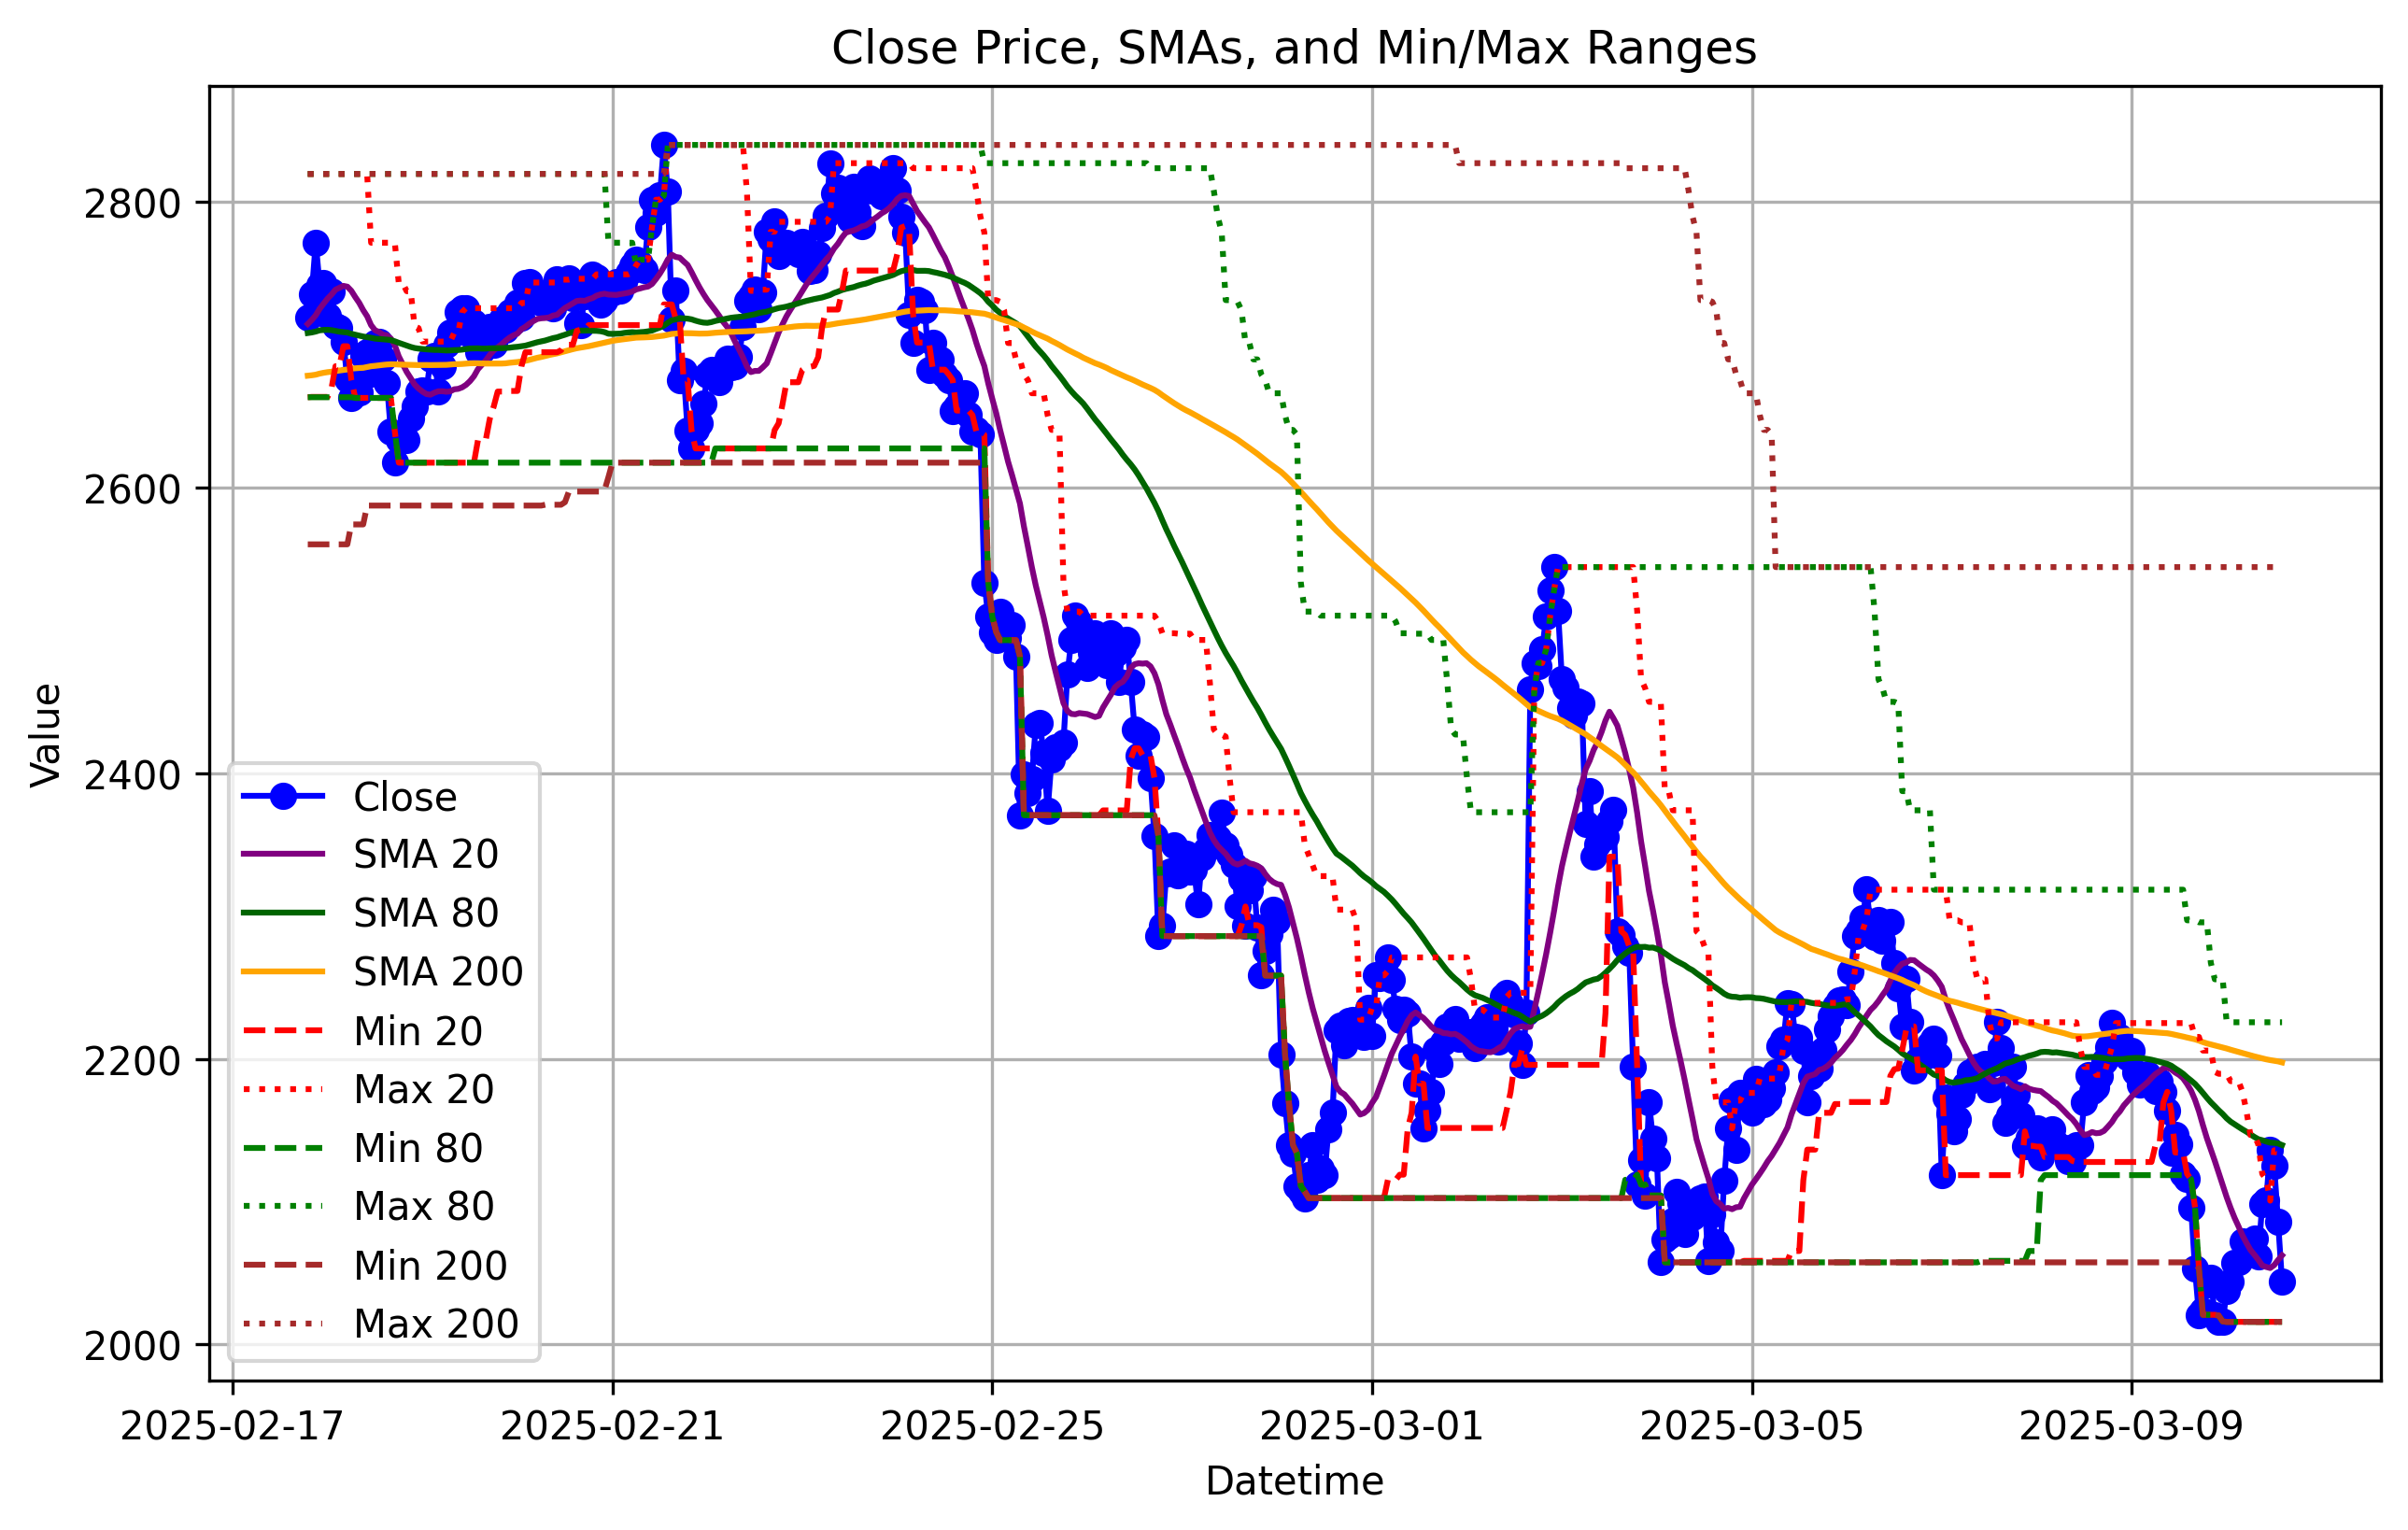 Close Price, SMAs, and Min/Max Ranges
Value
2800
2600
2400
2200
2000
Close
SMA 20
SMA 80
SMA 200
Min 20
Max 20
Min 80
Max 80
Min 200
Max 200
2025-02-17 2025-02-21 2025-02-25 2025-03-01 2025-03-05 2025-03-09
Datetime